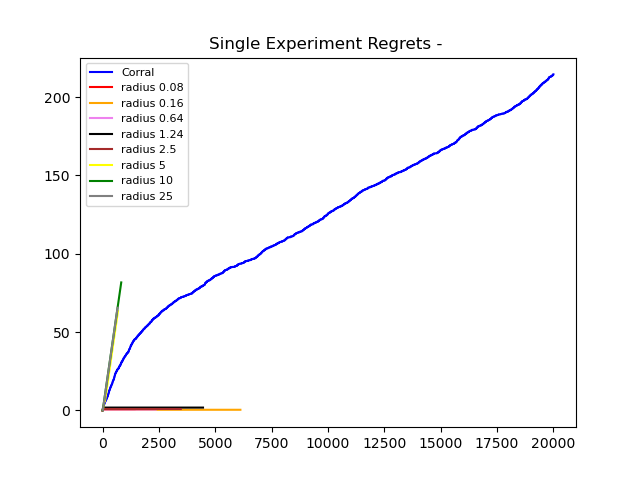 Single Experiment Regrets -
Corral
radius 0.08
radius 0.16
radius 0.64
radius 1.24
radius 2.5
radius 5
radius 10
radius 25
200
150
100
50
0
0 2500 5000 7500 10000 12500 15000 17500 20000